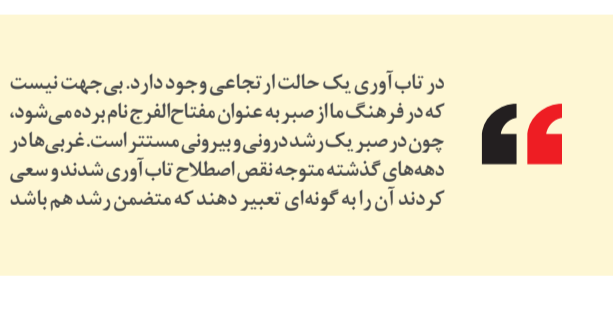 در تاب‌آوری یک حالت ارتجاعی وجود دارد. بی‌جهت نیست
که در فرهنگ ما از صبر به عنوان مفتاح‌الفرج نام برده می‌شود،
چون در صبر یک رشد درونی و بیرونی مستتر است. غربی‌ها در
دهه‌های گذشته متوجه نقص اصطلاح تاب‌آوری شدند و سعی
کردند آن را به گونه‌ای تعبیر دهند که متضمن رشد هم باشد